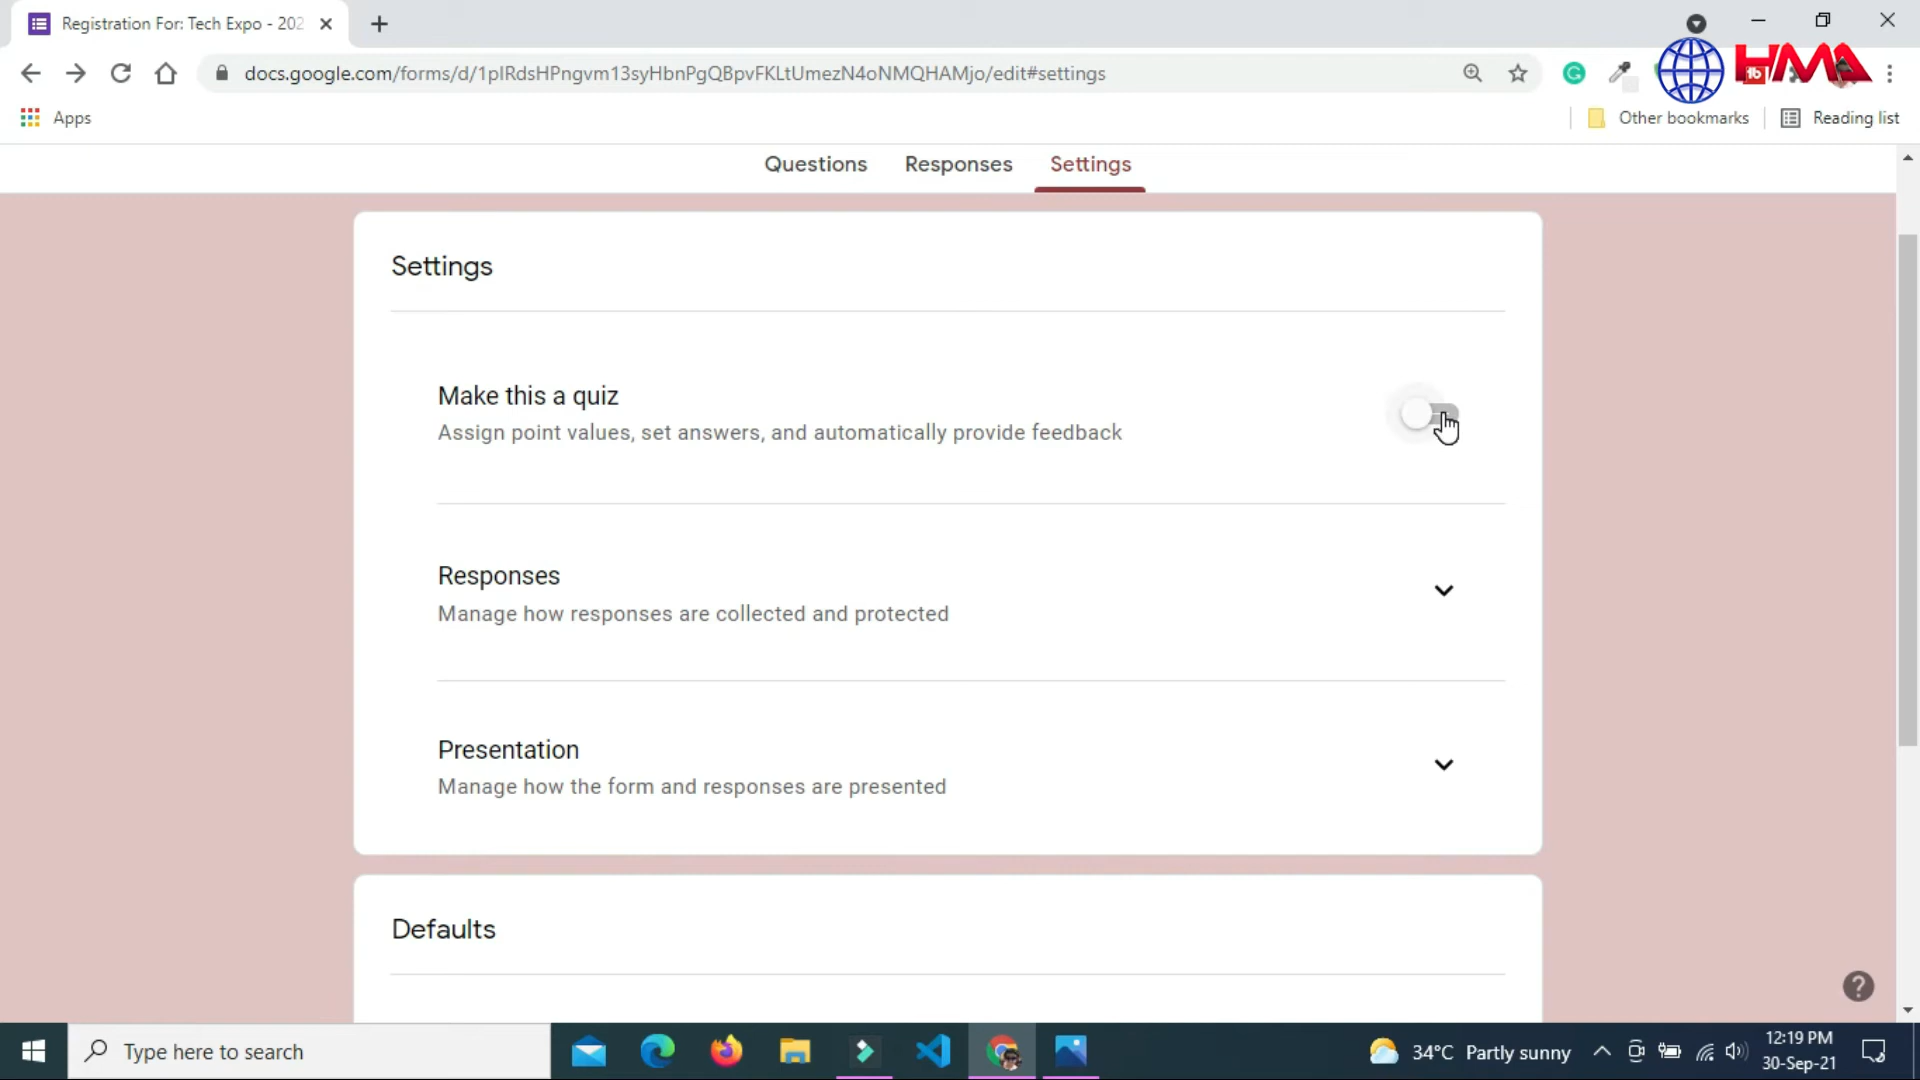 Registration For: Tech Expo - 202
docs.google.com/forms/d/1pIRdsHPngvm13syHbnPgQBpvFKLtUmezN4oNMQHAMjo/edit#settings
HMA
16
Apps
Other bookmarks
Reading list
Questions
Responses
Settings
Settings
Make this a quiz
Assign point values, set answers, and automatically provide feedback
Responses
Manage how responses are collected and protected
Presentation
Manage how the form and responses are presented
Defaults
Type here to search
34°C Partly sunny
12:19 PM
30-Sep-21